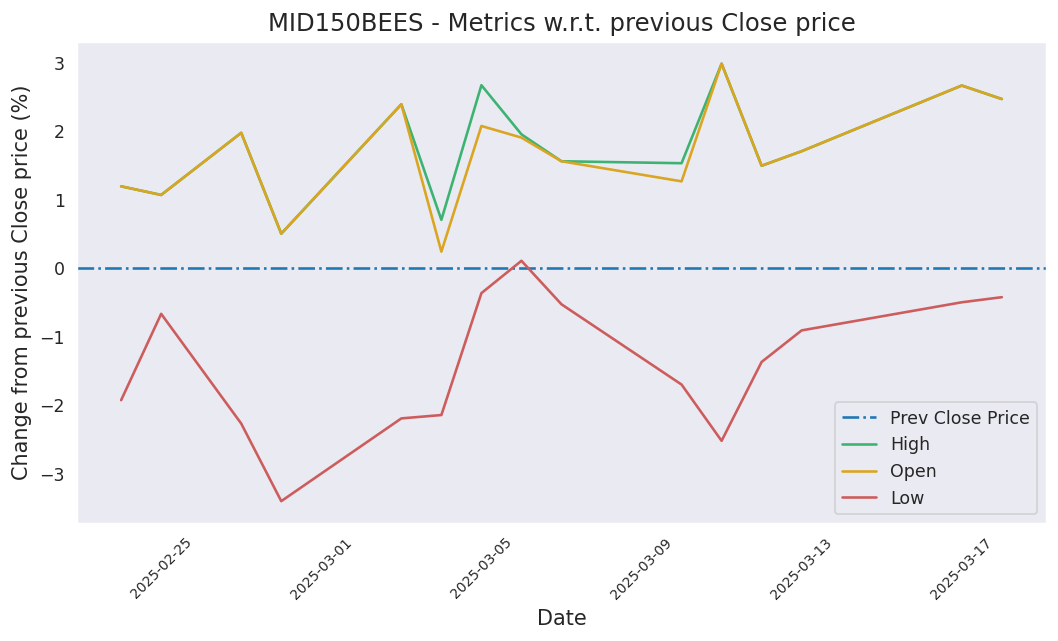 MID150BEES - Metrics w.r.t. previous Close price
Change from previous Close price (%)
3
2
1
0
−1
−2
−3
Prev Close Price
High
Open
Low
2025-02-25
2025-03-01
2025-03-05
2025-03-09
2025-03-13
2025-03-17
Date